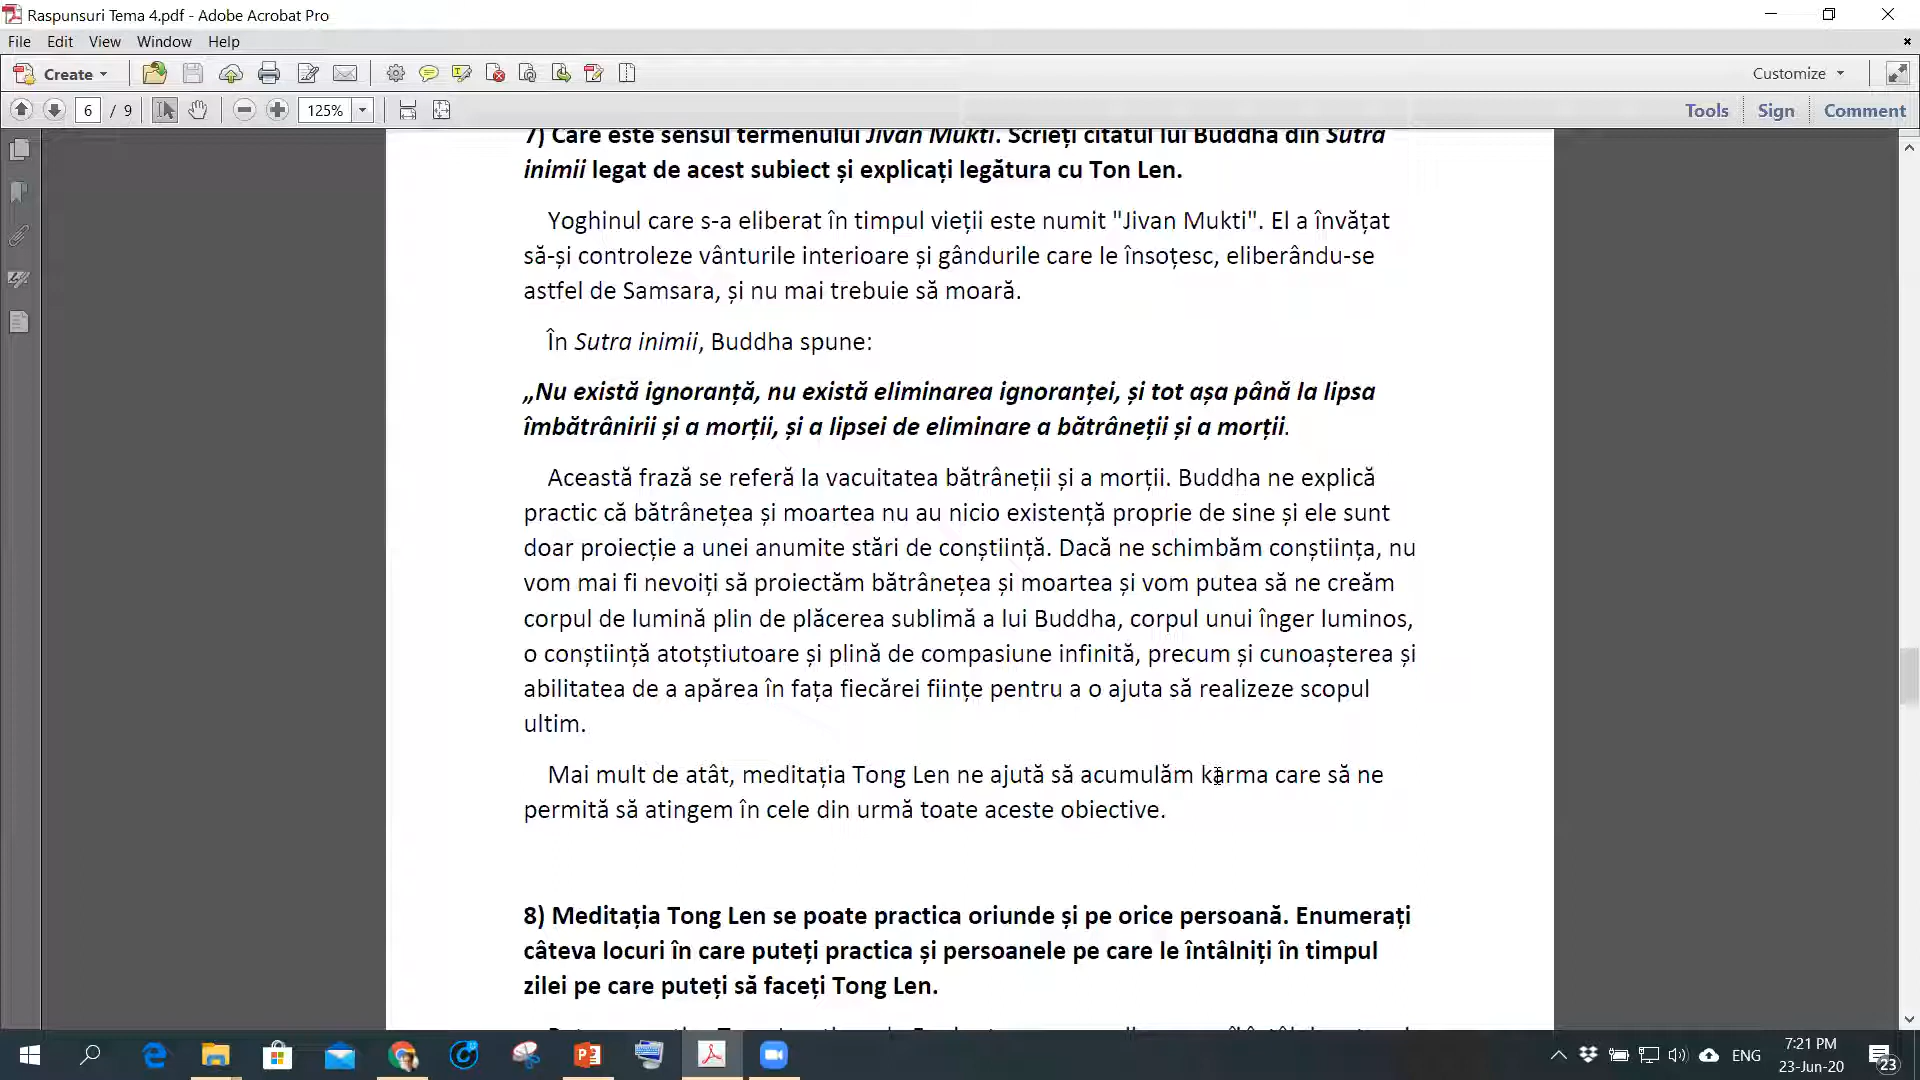 Raspunsuri Tema 4.pdf - Adobe Acrobat Pro
File Edit View Window Help
Create
Customize
6 / 9
125%
Tools Sign Comment
7) Care este sensul termenului Jivan Mukti. Scrieți citatul lui Buddha din Sutra
inimii legat de acest subiect și explicați legătura cu Ton Len.
Yoghinul care s-a eliberat în timpul vieții este numit "Jivan Mukti". El a învățat
să-și controleze vânturile interioare și gândurile care le însoțesc, eliberându-se
astfel de Samsara, și nu mai trebuie să moară.
În Sutra inimii, Buddha spune:
„Nu există ignoranță, nu există eliminarea ignoranței, și tot așa până la lipsa
îmbătrânirii și a morții, și a lipsei de eliminare a bătrâneții și a morții.
Această frază se referă la vacuitatea bătrâneții și a morții. Buddha ne explică
practic că bătrânețea și moartea nu au nicio existență proprie de sine și ele sunt
doar proiecție a unei anumite stări de conștiință. Dacă ne schimbăm conștiința, nu
vom mai fi nevoiți să proiectăm bătrânețea și moartea și vom putea să ne creăm
corpul de lumină plin de plăcerea sublimă a lui Buddha, corpul unui înger luminos,
o conștiință atotștiutoare și plină de compasiune infinită, precum și cunoașterea și
abilitatea de a apărea în fața fiecărei ființe pentru a o ajuta să realizeze scopul
ultim.
Mai mult de atât, meditația Tong Len ne ajută să acumulăm karma care să ne
permită să atingem în cele din urmă toate aceste obiective.
8) Meditația Tong Len se poate practica oriunde și pe orice persoană. Enumerați
câteva locuri în care puteți practica și persoanele pe care le întâlniți în timpul
zilei pe care puteți să faceți Tong Len.
ENG
7:21 PM
23-Jun-20
23